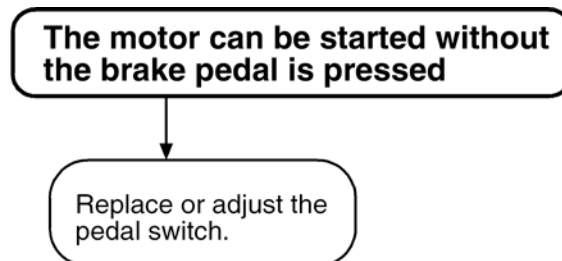 The motor can be started without
the brake pedal is pressed
Replace or adjust the
pedal switch.